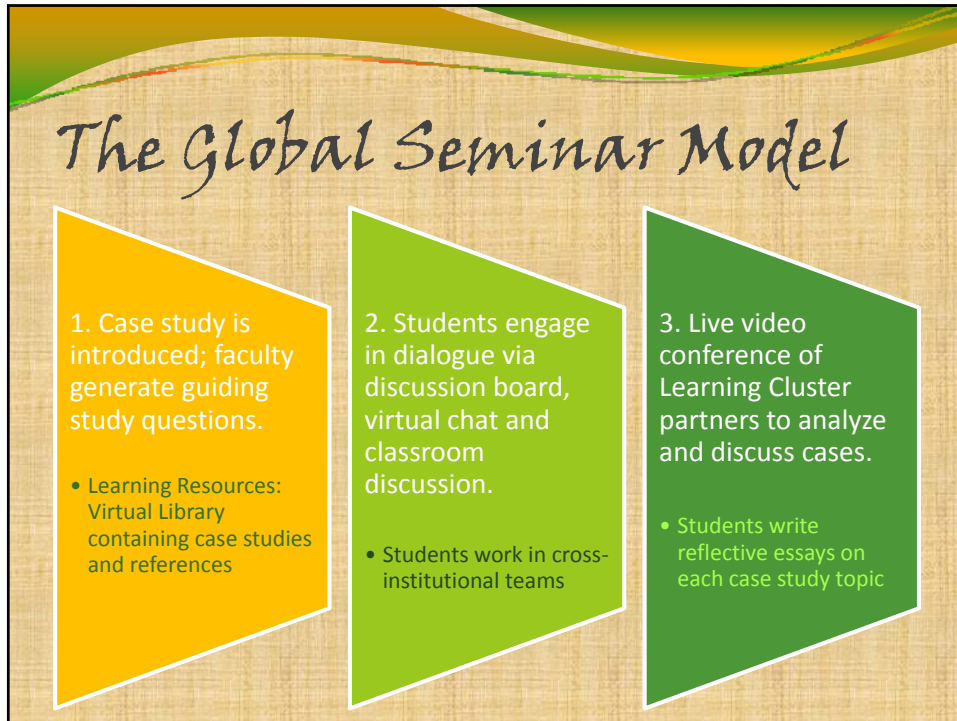 The Global Seminar Model
1. Case study is
introduced; faculty
generate guiding
study questions.
• Learning Resources:
Virtual Library
containing case studies
and references
2. Students engage
in dialogue via
discussion board,
virtual chat and
classroom
discussion.
• Students work in cross-
institutional teams
3. Live video
conference of
Learning Cluster
partners to analyze
and discuss cases.
• Students write
reflective essays on
each case study topic